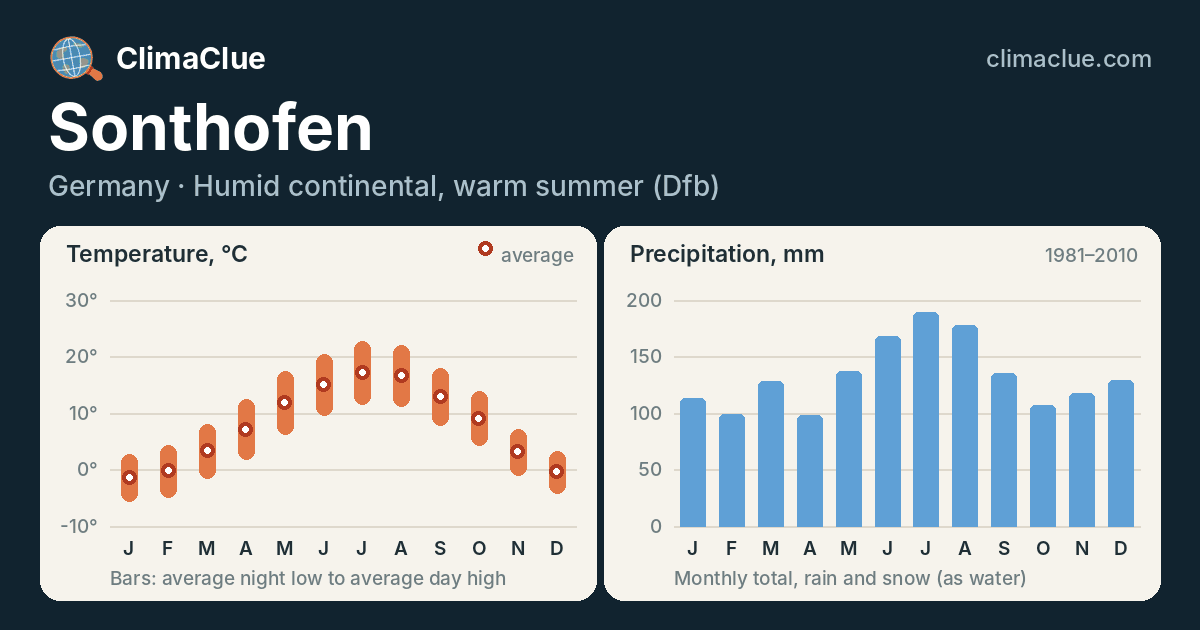 ClimaClue
climaclue.com
Sonthofen
Germany · Humid continental, warm summer (Dfb)
Temperature, °C
average
30°
20°
10°
0°
-10°
J F M A M J J A S O N D
Bars: average night low to average day high
Precipitation, mm
1981–2010
200
150
100
50
0
J F M A M J J A S O N D
Monthly total, rain and snow (as water)